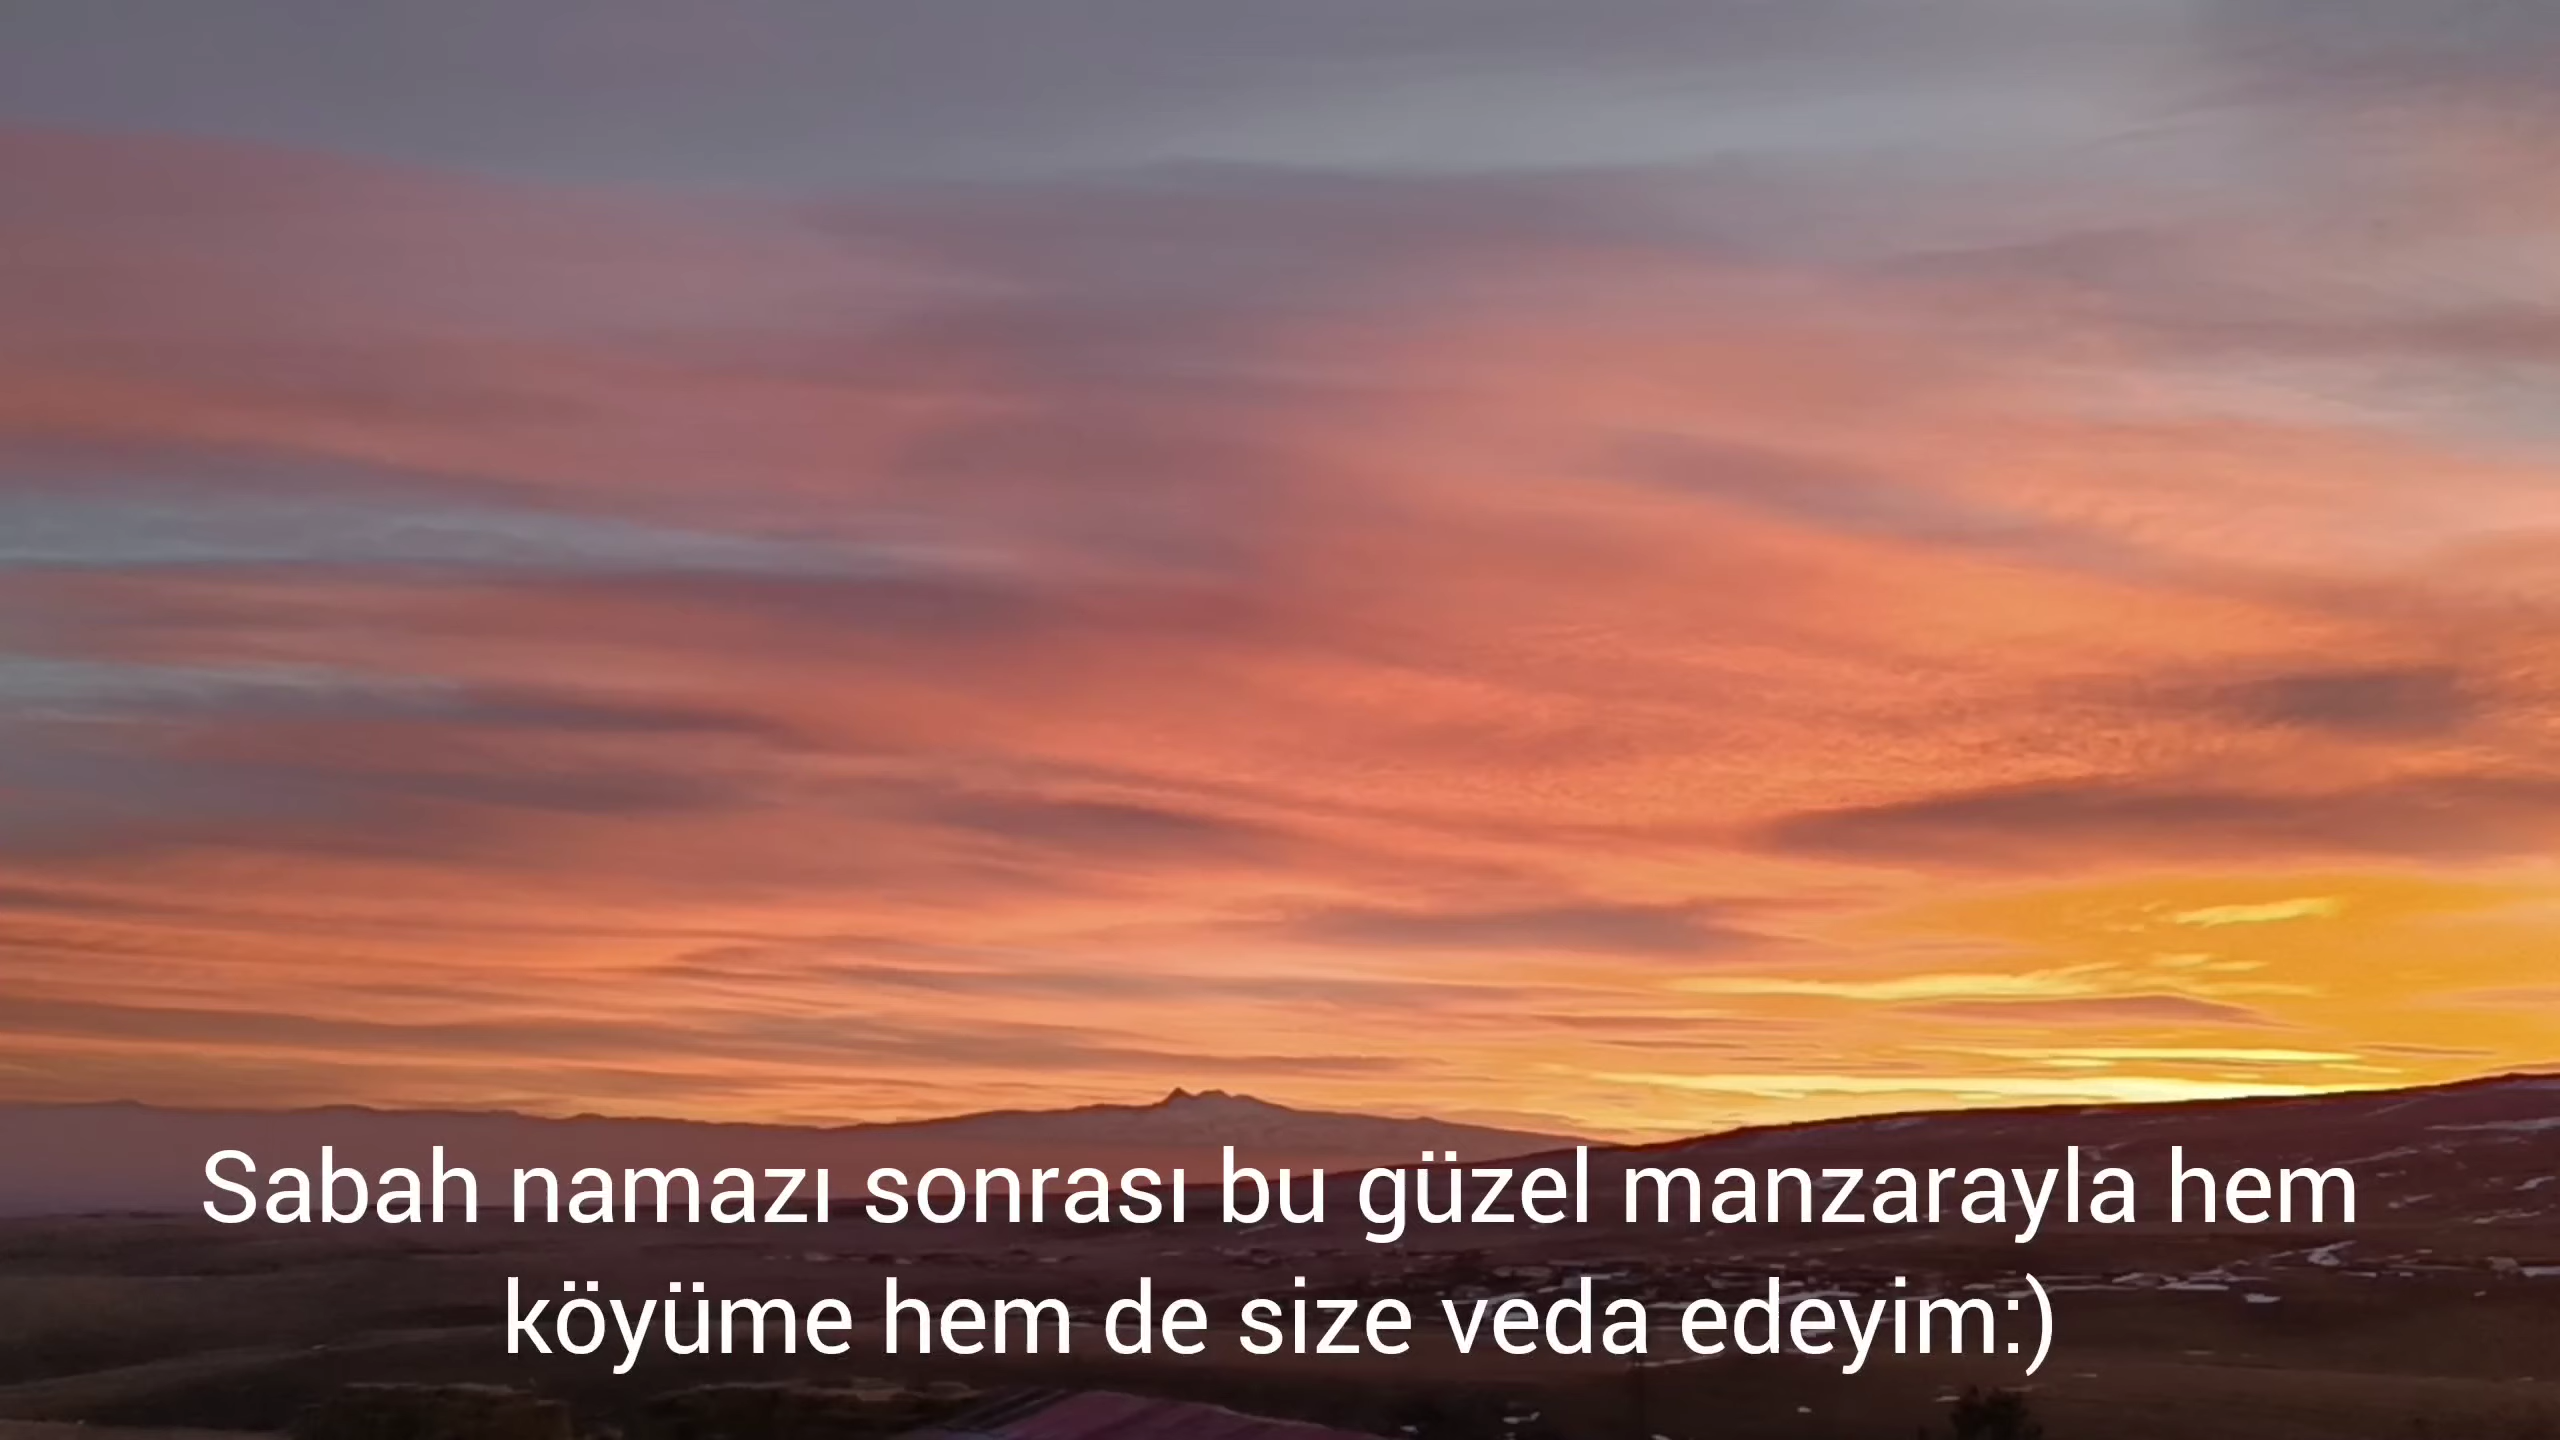 Sabah namazı sonrası bu güzel manzarayla hem
köyüme hem de size veda edeyim:)